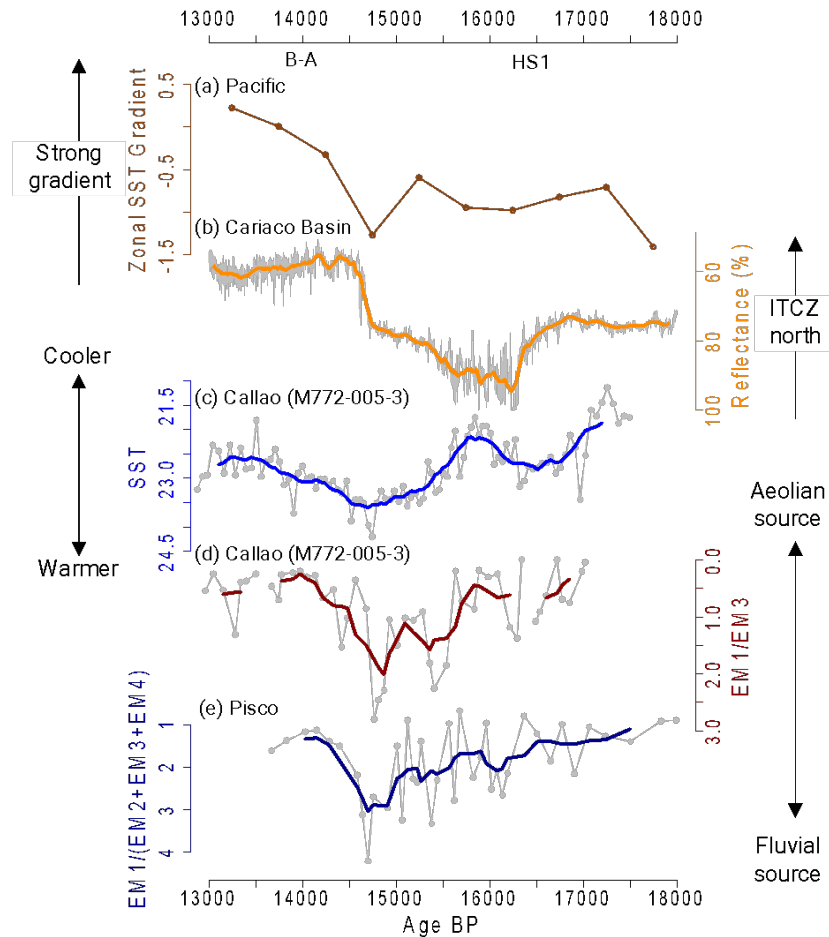 13000 14000 15000 16000 17000 18000
B-A HS1
(a) Pacific
0.5
-0.5
-1.5
Zonal SST Gradient
Strong
gradient
(b) Cariaco Basin
60
80
100
Reflectance (%)
ITCZ
north
Cooler
(c) Callao (M772-005-3)
21.5
23.0
24.5
SST
Aeolian
source
Warmer
(d) Callao (M772-005-3)
0.0
1.0
2.0
3.0
EM1/EM3
(e) Pisco
1
2
3
4
EM1/(EM2+EM3+EM4)
Fluvial
source
13000 14000 15000 16000 17000 18000
Age BP